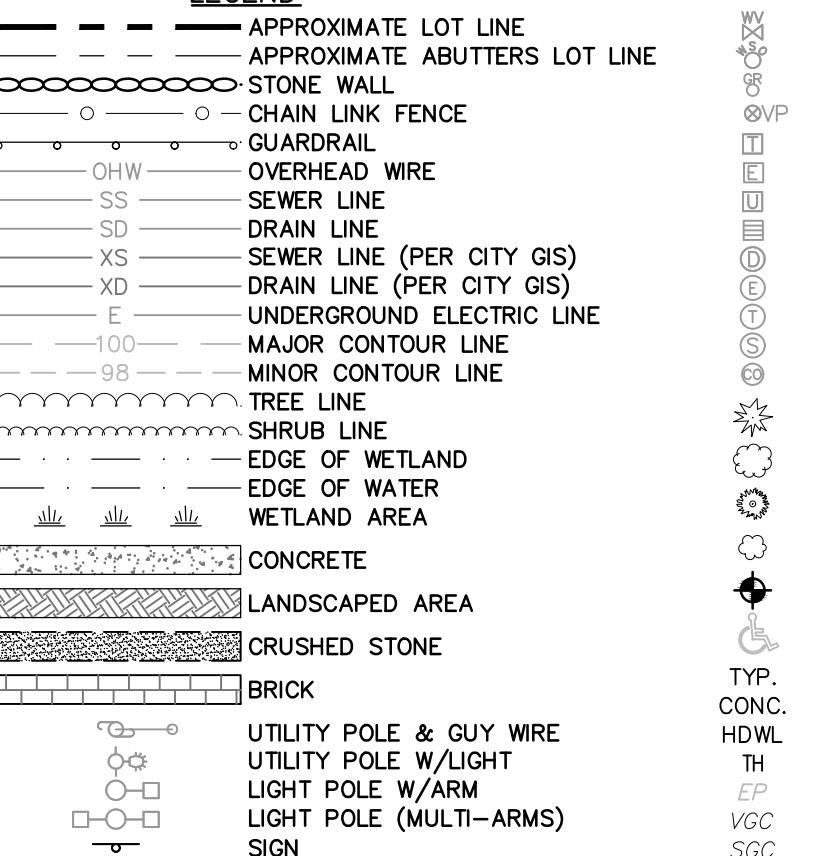 LEGEND
APPROXIMATE LOT LINE
APPROXIMATE ABUTTERS LOT LINE
STONE WALL
CHAIN LINK FENCE
GUARDRAIL
OHW OVERHEAD WIRE
SS SEWER LINE
SD DRAIN LINE
XS SEWER LINE (PER CITY GIS)
XD DRAIN LINE (PER CITY GIS)
E UNDERGROUND ELECTRIC LINE
100 MAJOR CONTOUR LINE
98 MINOR CONTOUR LINE
TREE LINE
SHRUB LINE
EDGE OF WETLAND
EDGE OF WATER
WETLAND AREA
CONCRETE
LANDSCAPED AREA
CRUSHED STONE
BRICK
UTILITY POLE & GUY WIRE
UTILITY POLE W/LIGHT
LIGHT POLE W/ARM
LIGHT POLE (MULTI-ARMS)
SIGN
WV
WSO
GR
VP
T
E
U
D
E
T
S
CO
TYP.
CONC.
HDWL
TH
EP
VGC
SGC